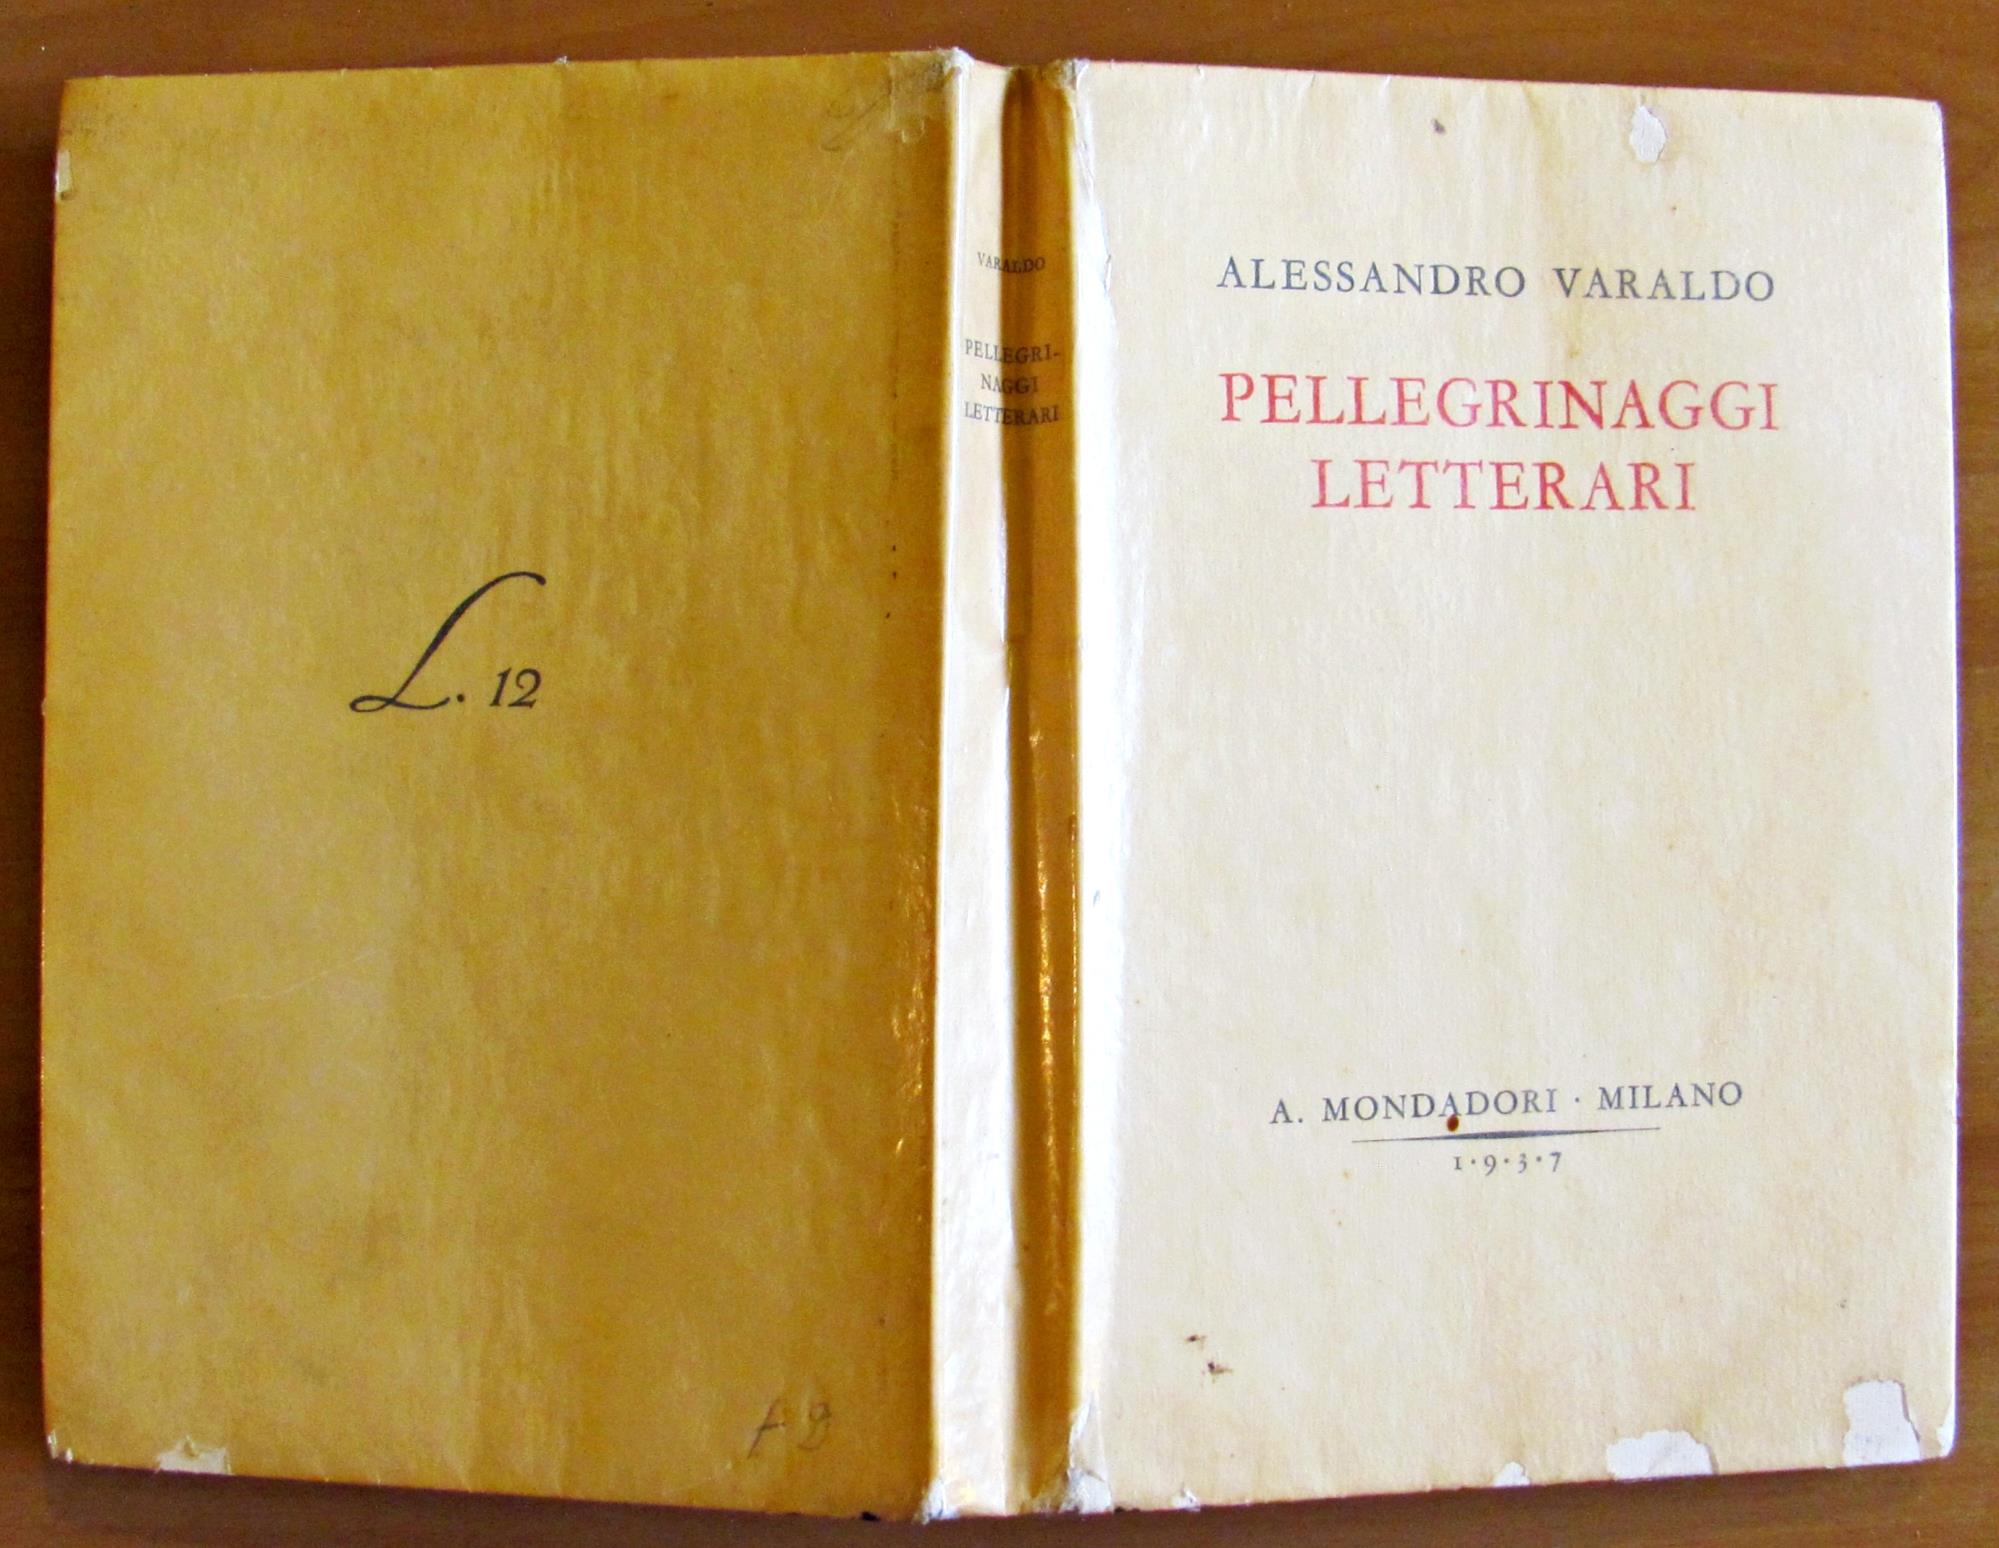 L. 12
VARALDO
PELLEGRI-
NAGGI
LETTERARI
ALESSANDRO VARALDO
PELLEGRINAGGI
LETTERARI
A. MONDADORI · MILANO
1·9·3·7